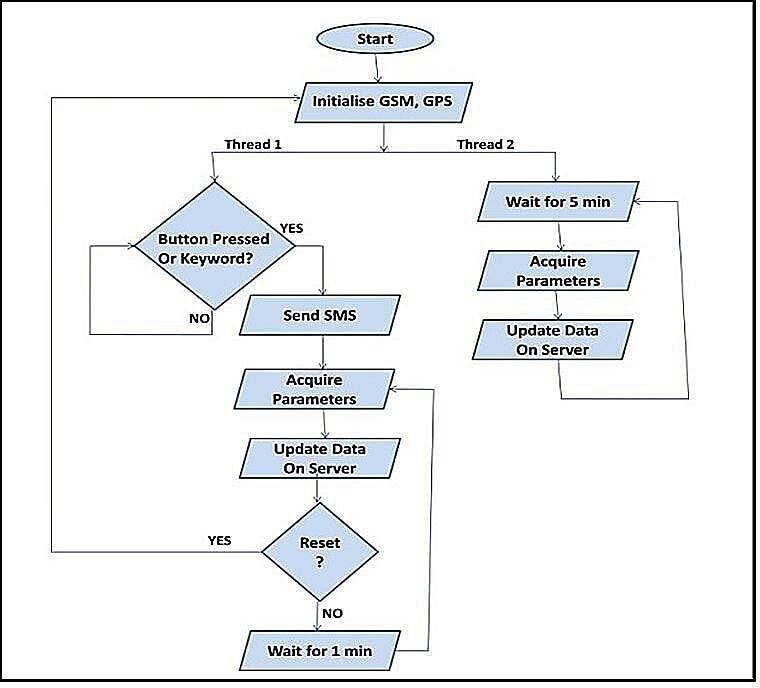 Start
Initialise GSM, GPS
Thread 1
Thread 2
Button Pressed
Or Keyword?
YES
NO
Send SMS
Acquire
Parameters
Update Data
On Server
Reset
?
YES
NO
Wait for 1 min
Wait for 5 min
Acquire
Parameters
Update Data
On Server